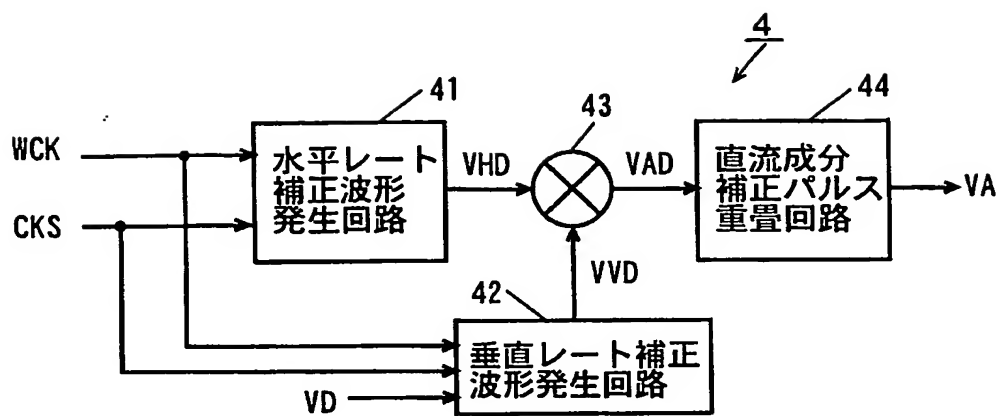 4
41
43
44
WCK
CKS
水平レート
補正波形
発生回路
VHD
VAD
直流成分
補正パルス
重畳回路
VA
VVD
42
垂直レート補正
波形発生回路
VD